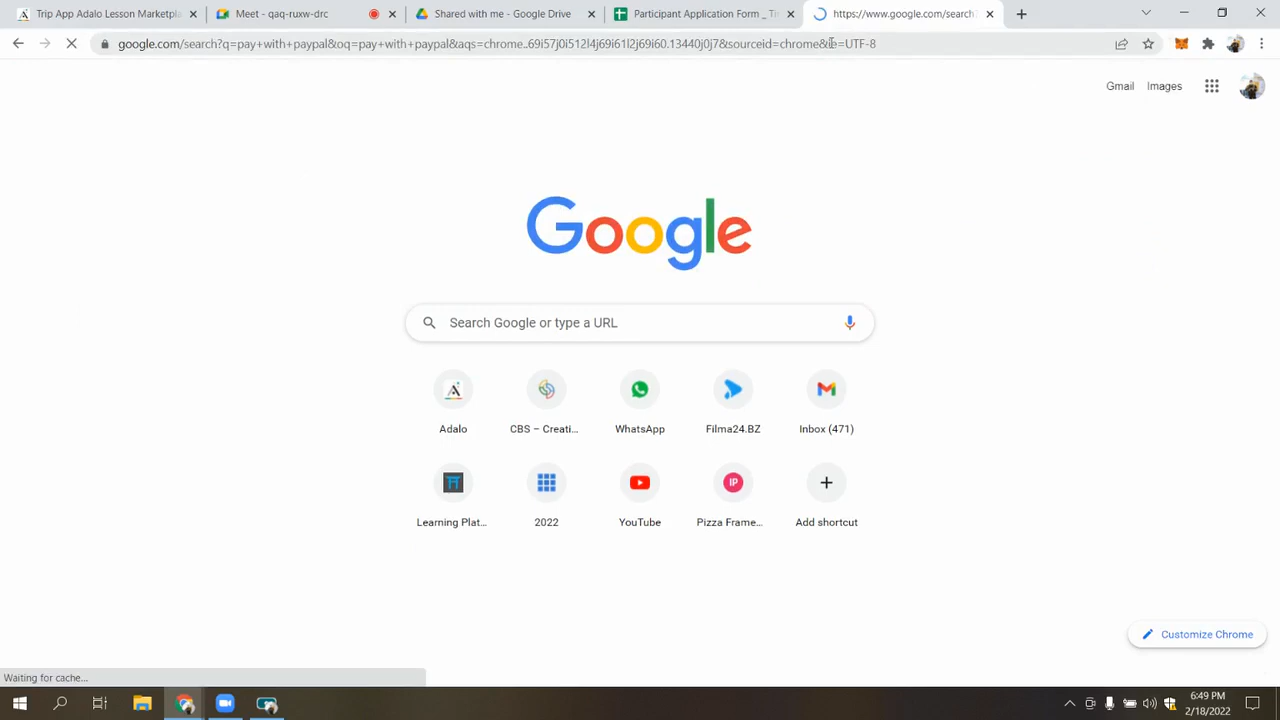 Trip App Adalo Lesson Marketpla
Meet - qaq-ruxw-drc
Shared with me - Google Drive
Participant Application Form _ Ti
https://www.google.com/search?
google.com/search?q=pay+with+paypal&oq=pay+with+paypal&aqs=chrome..69i57j0i512l4j69i61l2j69i60.13440j0j7&sourceid=chrome&ie=UTF-8
Gmail
Images
Google
Search Google or type a URL
Adalo
CBS – Creati...
WhatsApp
Filma24.BZ
Inbox (471)
IP
Learning Plat...
2022
YouTube
Pizza Frame...
Add shortcut
Customize Chrome
Waiting for cache...
6:49 PM
2/18/2022